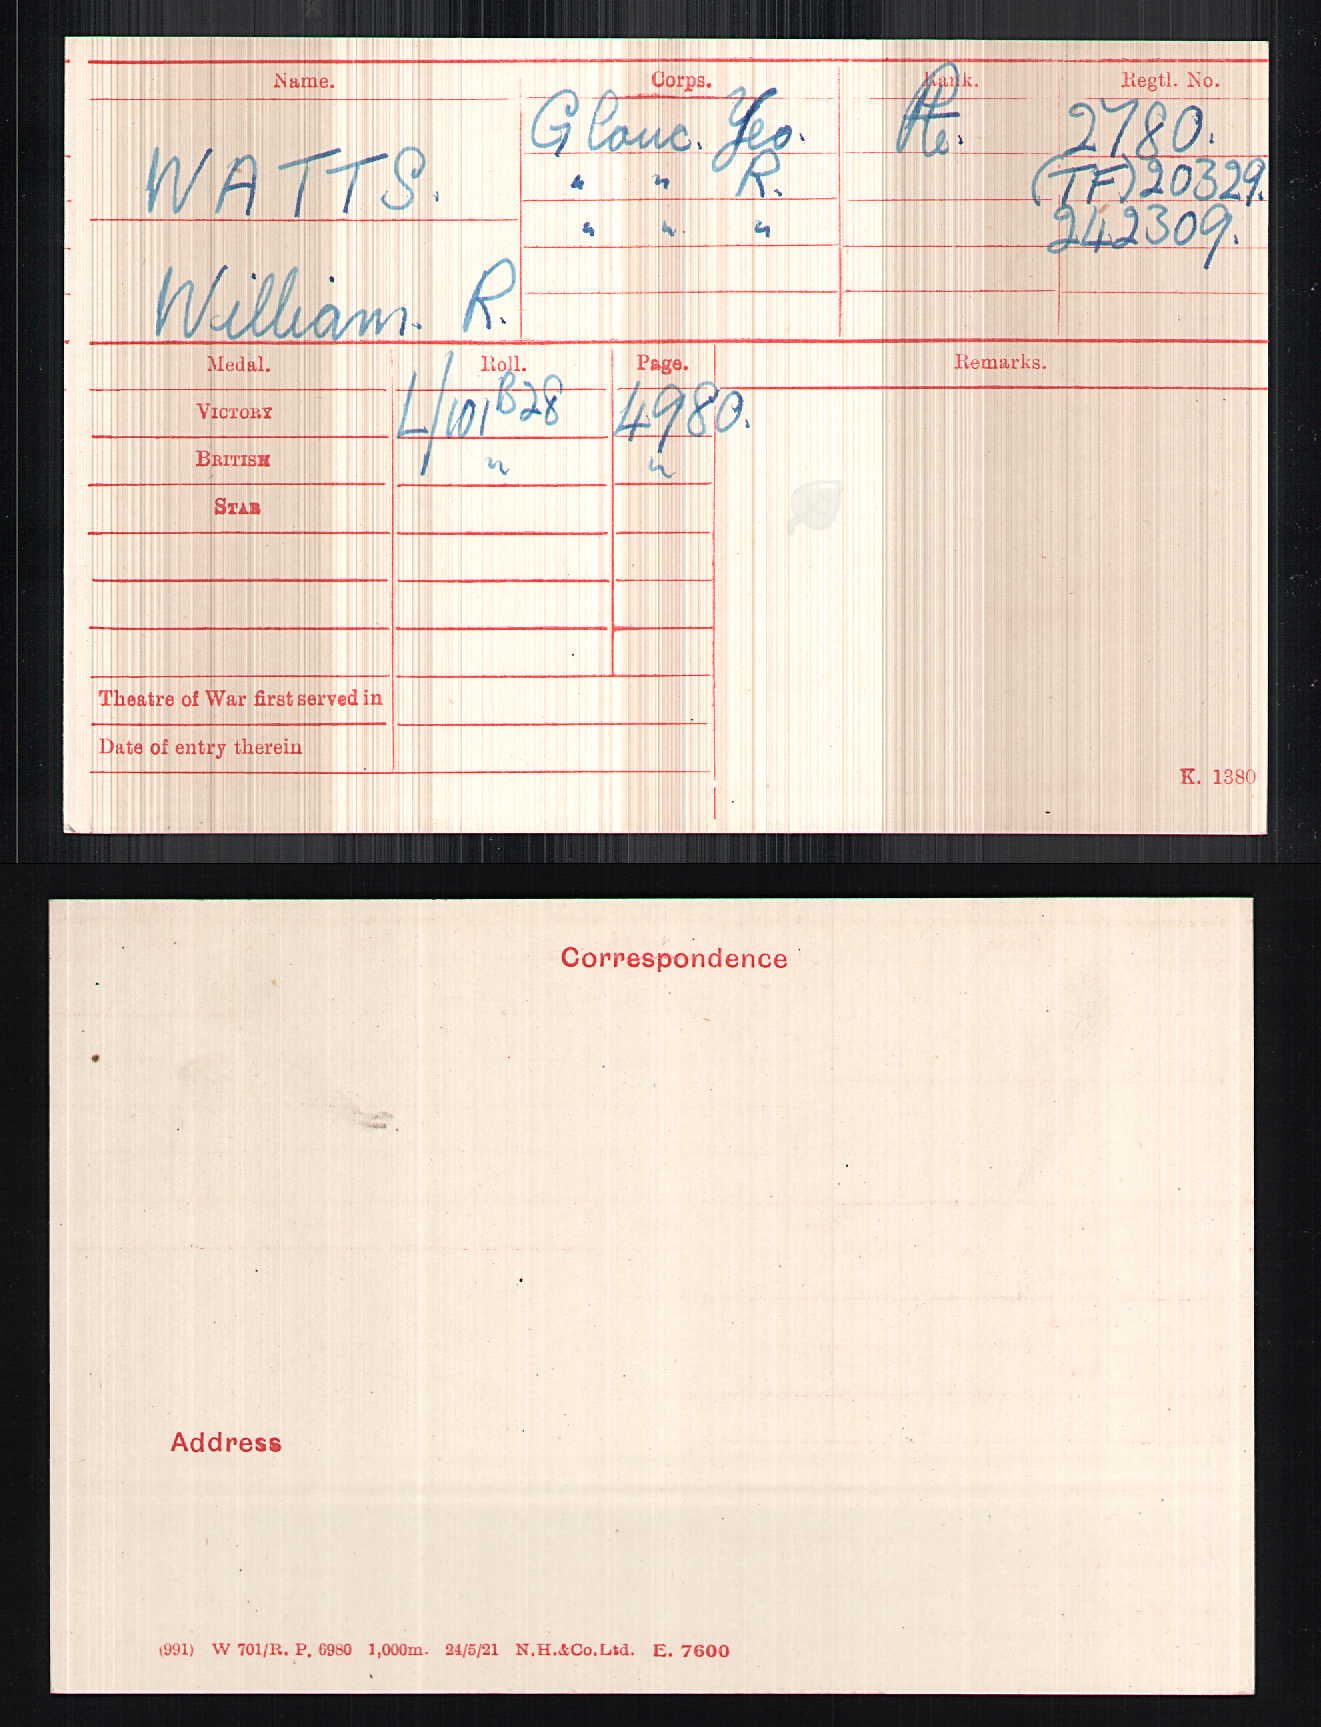 Name. Corps. Rank. Regtl. No.
WATTS. Glouc. Yeo. Pte. 2780.
" " R. (TF) 20329.
" " " 242309.
William. R.
Medal. Roll. Page. Remarks.
VICTORY L/101 B28 4980.
BRITISH " "
STAR
Theatre of War first served in
Date of entry therein
K. 1380
Correspondence
Address
(991) W 701/R. P. 6980 1,000m. 24/5/21 N.H.&Co.Ltd. E. 7600